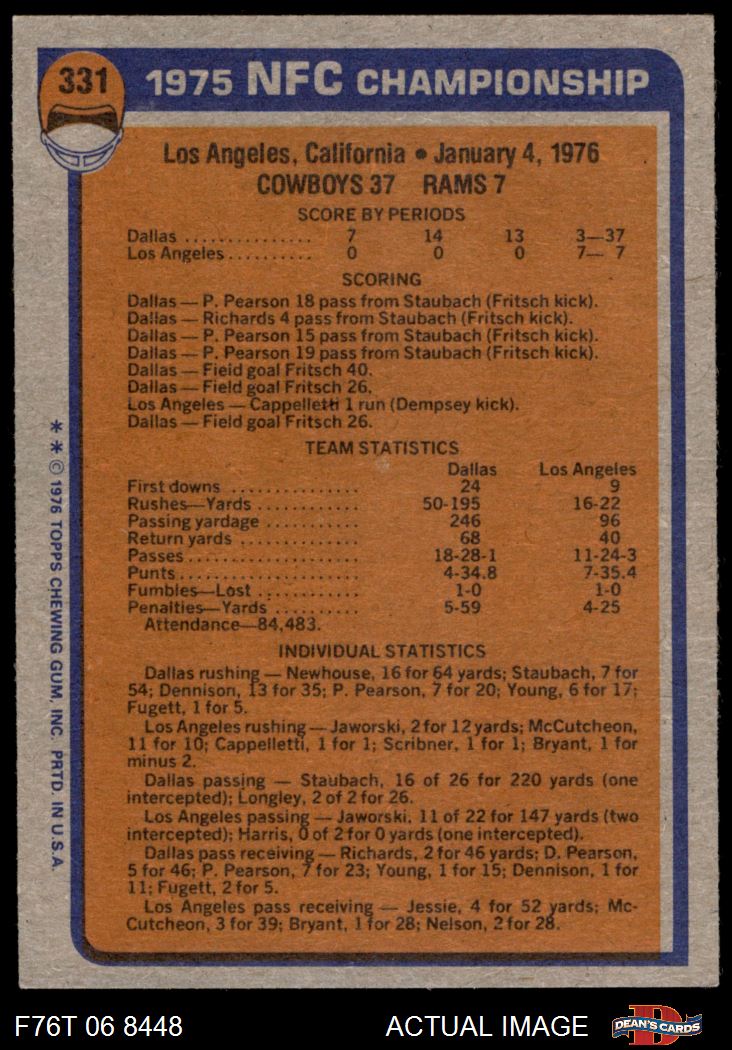 331
1975 NFC CHAMPIONSHIP
Los Angeles, California • January 4, 1976
COWBOYS 37 RAMS 7
SCORE BY PERIODS
Dallas ............... 7 14 13 3—37
Los Angeles.......... 0 0 0 7— 7
SCORING
Dallas — P. Pearson 18 pass from Staubach (Fritsch kick).
Dallas — Richards 4 pass from Staubach (Fritsch kick).
Dallas — P. Pearson 15 pass from Staubach (Fritsch kick).
Dallas — P. Pearson 19 pass from Staubach (Fritsch kick).
Dallas — Field goal Fritsch 40.
Dallas — Field goal Fritsch 26.
Los Angeles — Cappelletti 1 run (Dempsey kick).
Dallas — Field goal Fritsch 26.
TEAM STATISTICS
Dallas Los Angeles
First downs ............... 24 9
Rushes—Yards ............ 50-195 16-22
Passing yardage .......... 246 96
Return yards ............. 68 40
Passes..................... 18-28-1 11-24-3
Punts...................... 4-34.8 7-35.4
Fumbles—Lost ............ 1-0 1-0
Penalties—Yards .......... 5-59 4-25
Attendance—84,483.
INDIVIDUAL STATISTICS
Dallas rushing — Newhouse, 16 for 64 yards; Staubach, 7 for
54; Dennison, 13 for 35; P. Pearson, 7 for 20; Young, 6 for 17;
Fugett, 1 for 5.
Los Angeles rushing — Jaworski, 2 for 12 yards; McCutcheon,
11 for 10; Cappelletti, 1 for 1; Scribner, 1 for 1; Bryant, 1 for
minus 2.
Dallas passing — Staubach, 16 of 26 for 220 yards (one
intercepted); Longley, 2 of 2 for 26.
Los Angeles passing — Jaworski, 11 of 22 for 147 yards (two
intercepted); Harris, 0 of 2 for 0 yards (one intercepted).
Dallas pass receiving — Richards, 2 for 46 yards; D. Pearson,
5 for 46; P. Pearson, 7 for 23; Young, 1 for 15; Dennison, 1 for
11; Fugett, 2 for 5.
Los Angeles pass receiving — Jessie, 4 for 52 yards; Mc-
Cutcheon, 3 for 39; Bryant, 1 for 28; Nelson, 2 for 28.
* * © 1976 TOPPS CHEWING GUM, INC. PRTD. IN U.S.A.
F76T 06 8448
ACTUAL IMAGE
D
DEAN'S CARDS